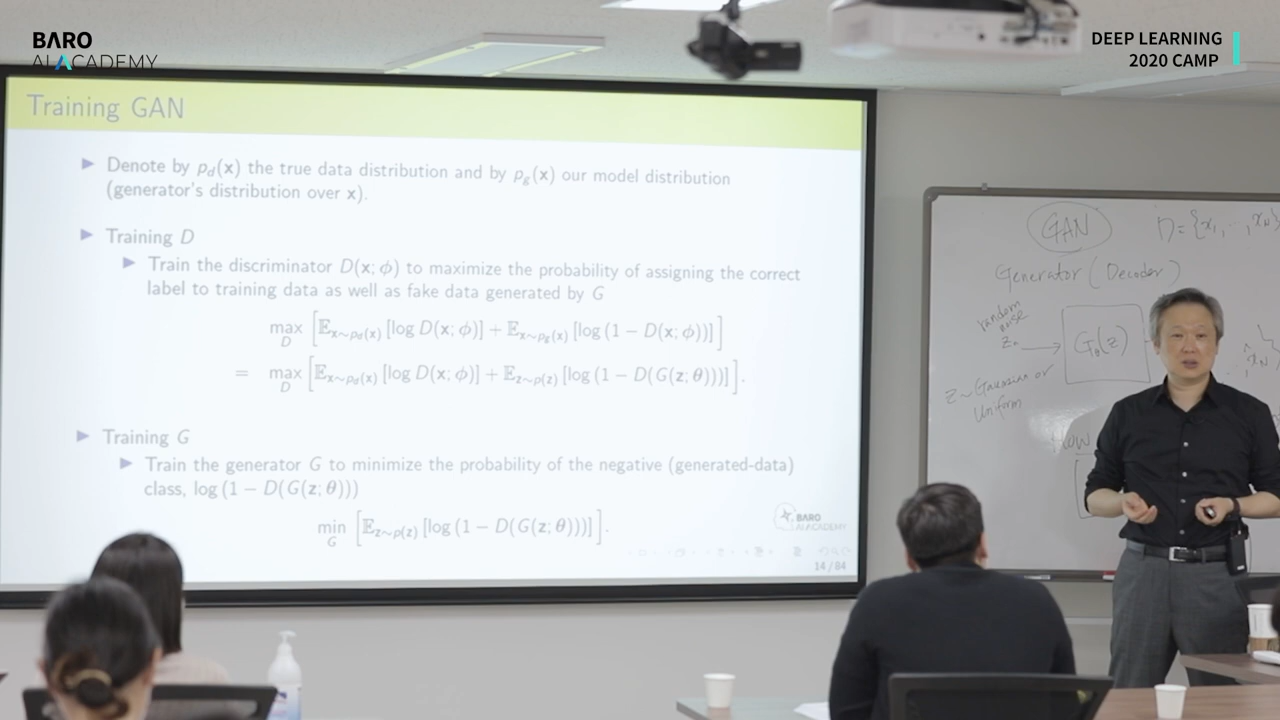 BΛRO
AI ΛCADEMY
DEEP LEARNING
2020 CAMP
Training GAN
▶ Denote by p_d(x) the true data distribution and by p_g(x) our model distribution
(generator's distribution over x).
▶ Training D
▶ Train the discriminator D(x; ϕ) to maximize the probability of assigning the correct
label to training data as well as fake data generated by G
max_D [𝔼_{x∼p_d(x)} [log D(x; ϕ)] + 𝔼_{x∼p_g(x)} [log (1 − D(x; ϕ))]]
= max_D [𝔼_{x∼p_d(x)} [log D(x; ϕ)] + 𝔼_{z∼p(z)} [log (1 − D(G(z; θ)))]].
▶ Training G
▶ Train the generator G to minimize the probability of the negative (generated-data)
class, log (1 − D(G(z; θ)))
min_G [𝔼_{z∼p(z)} [log (1 − D(G(z; θ)))]].
BΛRO
AI ΛCADEMY
14 / 84
GAN
D = {x_1, ..., x_N}
Generator (Decoder)
random
noise
z
G_θ(z)
z ~ Gaussian or
Uniform
How